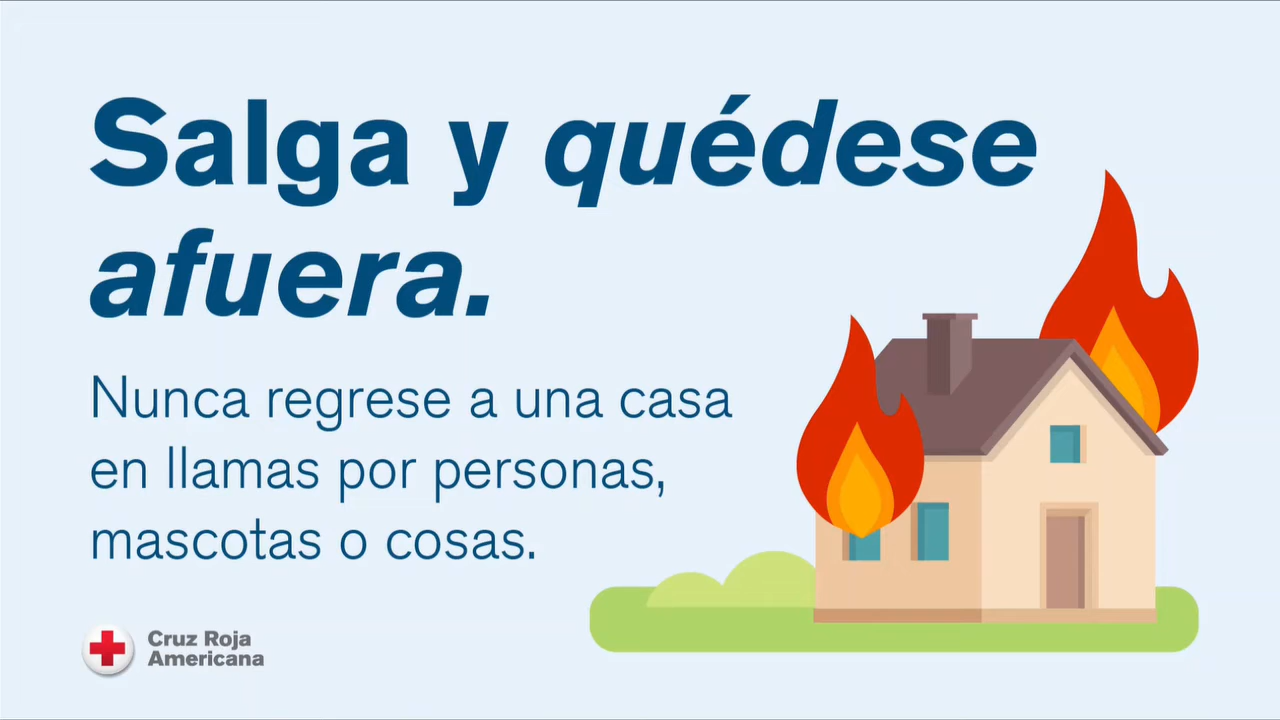 Salga y quédese
afuera.
Nunca regrese a una casa
en llamas por personas,
mascotas o cosas.
Cruz Roja
Americana